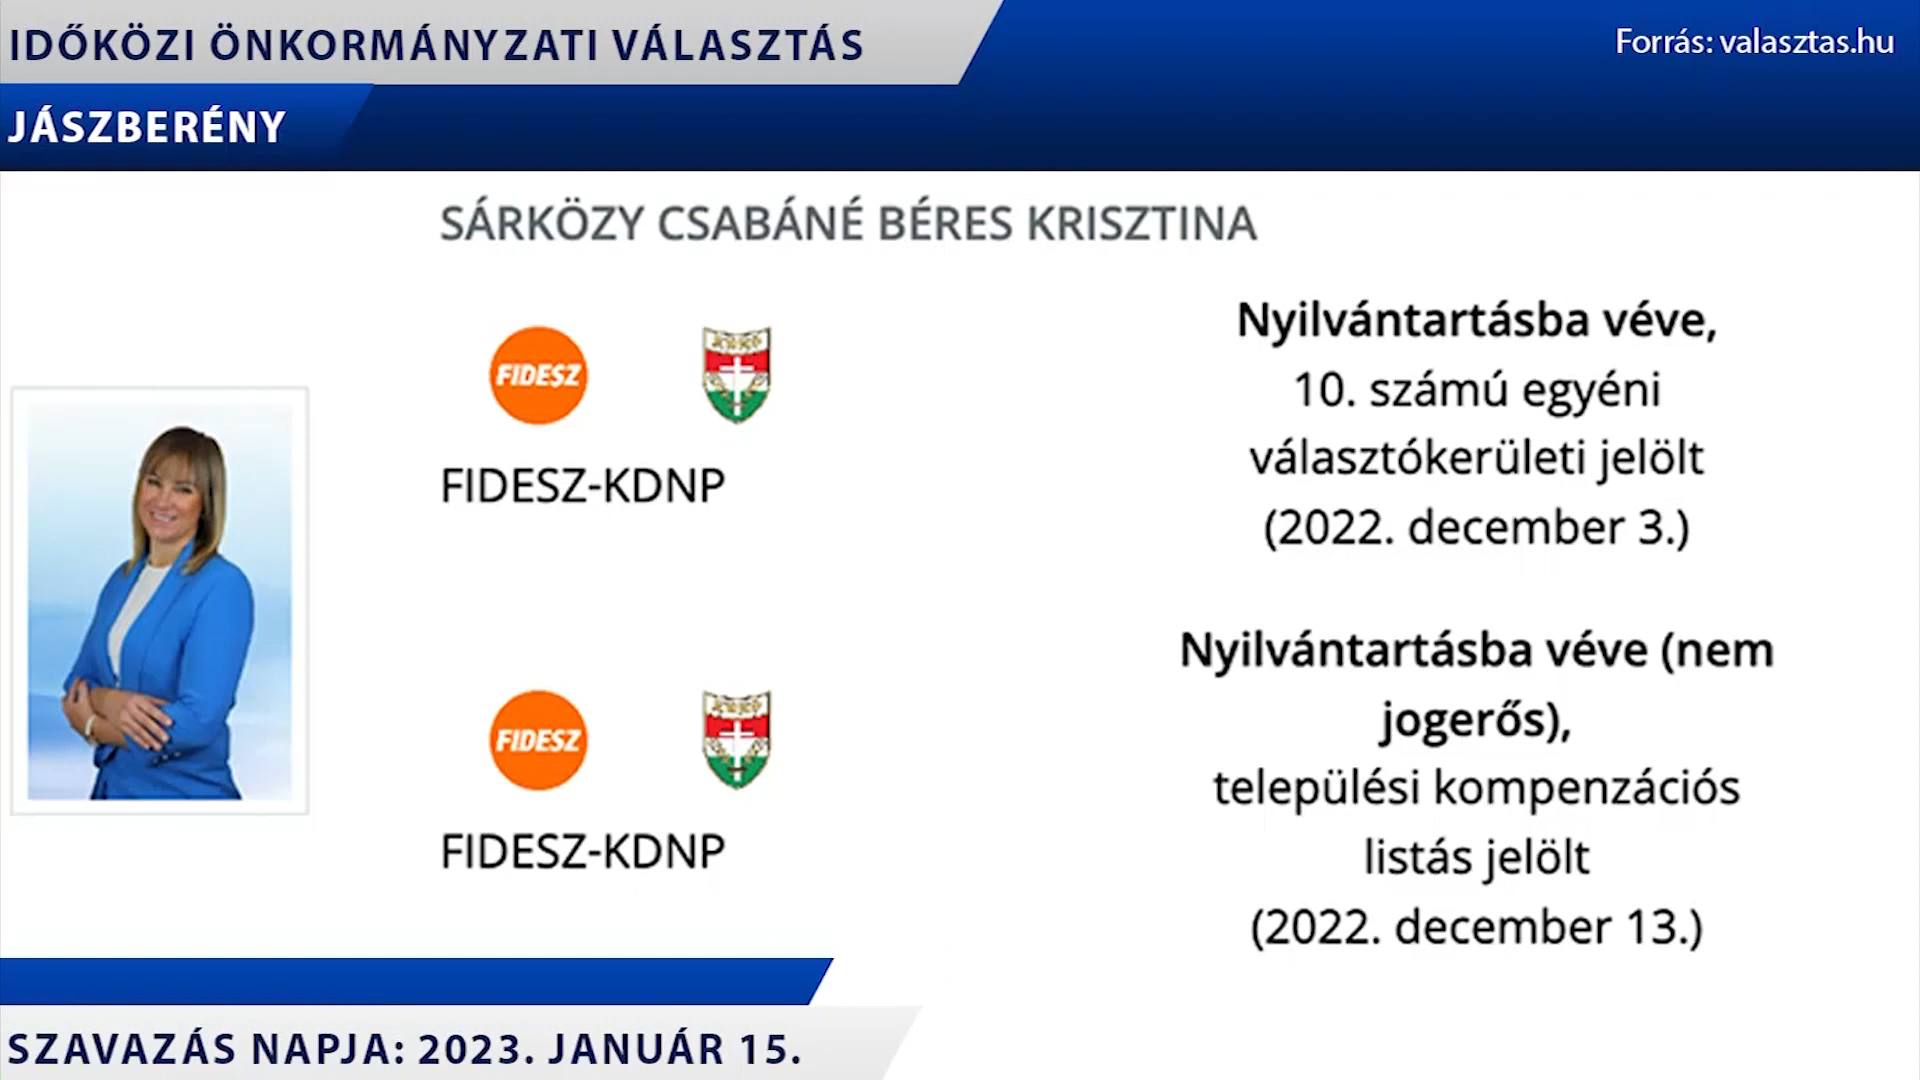 IDŐKÖZI ÖNKORMÁNYZATI VÁLASZTÁS
Forrás: valasztas.hu
JÁSZBERÉNY
SÁRKÖZY CSABÁNÉ BÉRES KRISZTINA
FIDESZ
FIDESZ-KDNP
Nyilvántartásba véve,
10. számú egyéni
választókerületi jelölt
(2022. december 3.)
FIDESZ
FIDESZ-KDNP
Nyilvántartásba véve (nem
jogerős),
települési kompenzációs
listás jelölt
(2022. december 13.)
SZAVAZÁS NAPJA: 2023. JANUÁR 15.